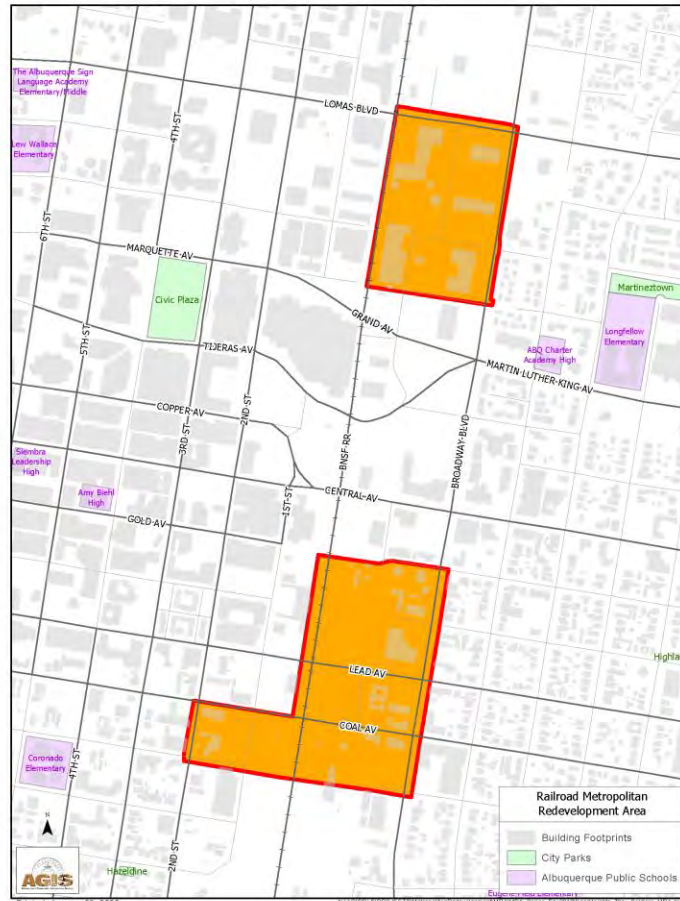 The Albuquerque Sign
Language Academy
Elementary/Middle
Lew Wallace
Elementary
LOMAS BLVD
4TH ST
6TH ST
MARQUETTE AV
Civic Plaza
5TH ST
TIJERAS AV
GRAND AV
Martineztown
Longfellow
Elementary
ABQ Charter
Academy High
MARTIN LUTHER KING AV
COPPER AV
2ND ST
3RD ST
BNSF RR
BROADWAY BLVD
Siembra
Leadership
High
Amy Biehl
High
1ST ST
CENTRAL AV
GOLD AV
LEAD AV
COAL AV
Coronado
Elementary
4TH ST
2ND ST
Hazeldine
N
AGIS
Railroad Metropolitan
Redevelopment Area
Building Footprints
City Parks
Albuquerque Public Schools